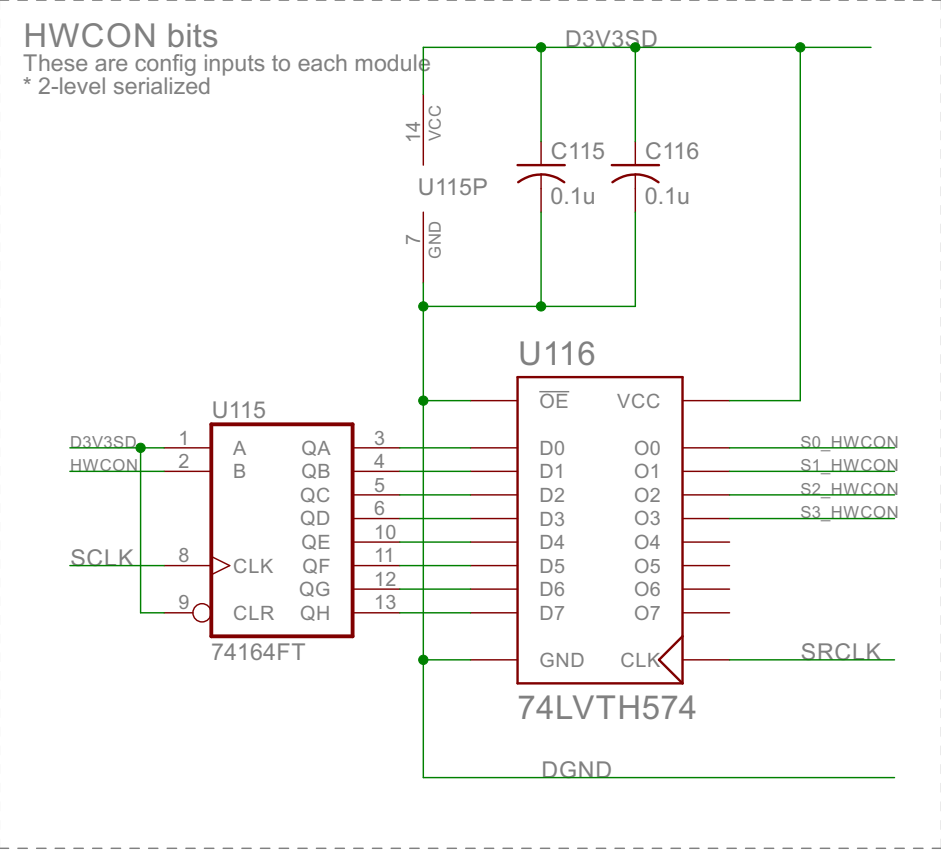 HWCON bits
These are config inputs to each module
* 2-level serialized
D3V3SD
14
VCC
C115
C116
U115P
0.1u
0.1u
7
GND
U116
OE
VCC
U115
D3V3SD
1
A
QA
3
D0
O0
S0_HWCON
HWCON
2
B
QB
4
D1
O1
S1_HWCON
QC
5
D2
O2
S2_HWCON
QD
6
D3
O3
S3_HWCON
QE
10
D4
O4
SCLK
8
CLK
QF
11
D5
O5
QG
12
D6
O6
9
CLR
QH
13
D7
O7
74164FT
GND
CLK
SRCLK
74LVTH574
DGND